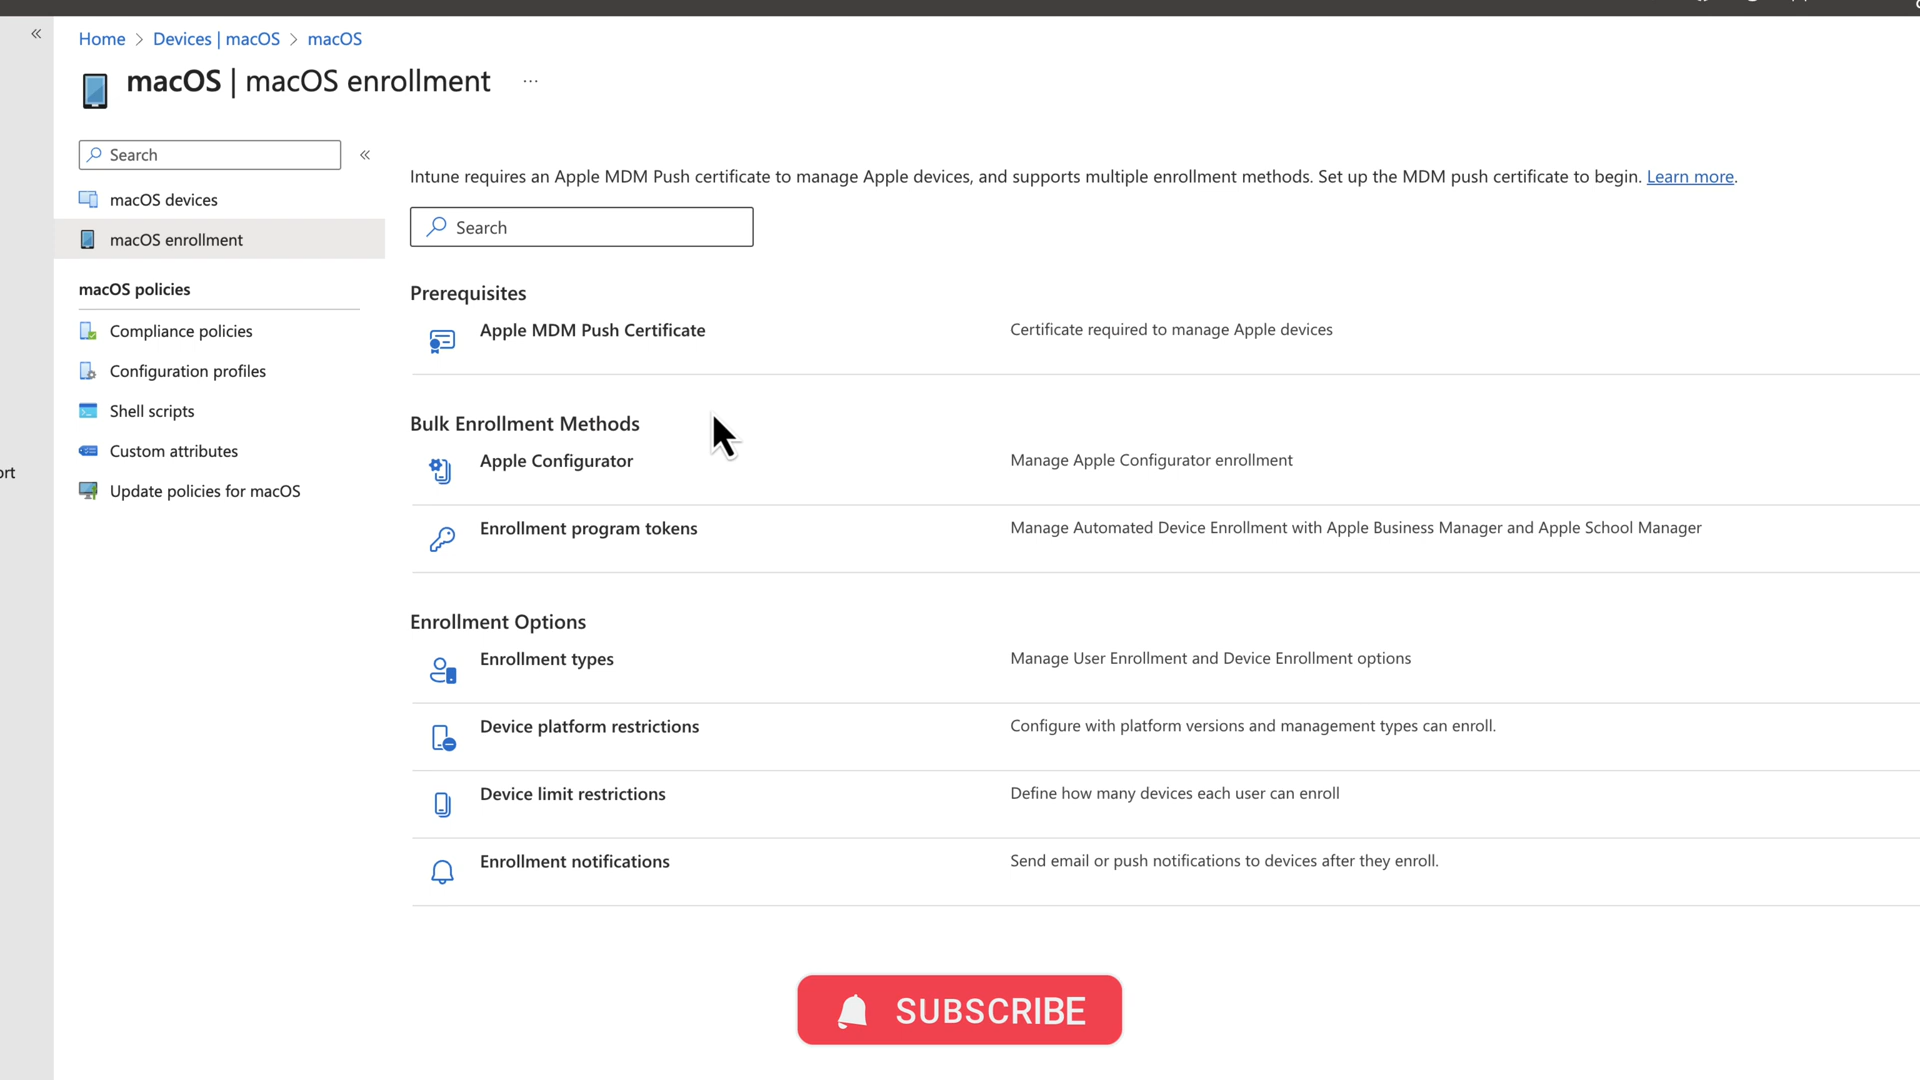 Home > Devices | macOS > macOS
macOS | macOS enrollment ...
Search
macOS devices
macOS enrollment
macOS policies
Compliance policies
Configuration profiles
Shell scripts
Custom attributes
Update policies for macOS
ort
Intune requires an Apple MDM Push certificate to manage Apple devices, and supports multiple enrollment methods. Set up the MDM push certificate to begin. Learn more.
Search
Prerequisites
Apple MDM Push Certificate
Certificate required to manage Apple devices
Bulk Enrollment Methods
Apple Configurator
Manage Apple Configurator enrollment
Enrollment program tokens
Manage Automated Device Enrollment with Apple Business Manager and Apple School Manager
Enrollment Options
Enrollment types
Manage User Enrollment and Device Enrollment options
Device platform restrictions
Configure with platform versions and management types can enroll.
Device limit restrictions
Define how many devices each user can enroll
Enrollment notifications
Send email or push notifications to devices after they enroll.
SUBSCRIBE